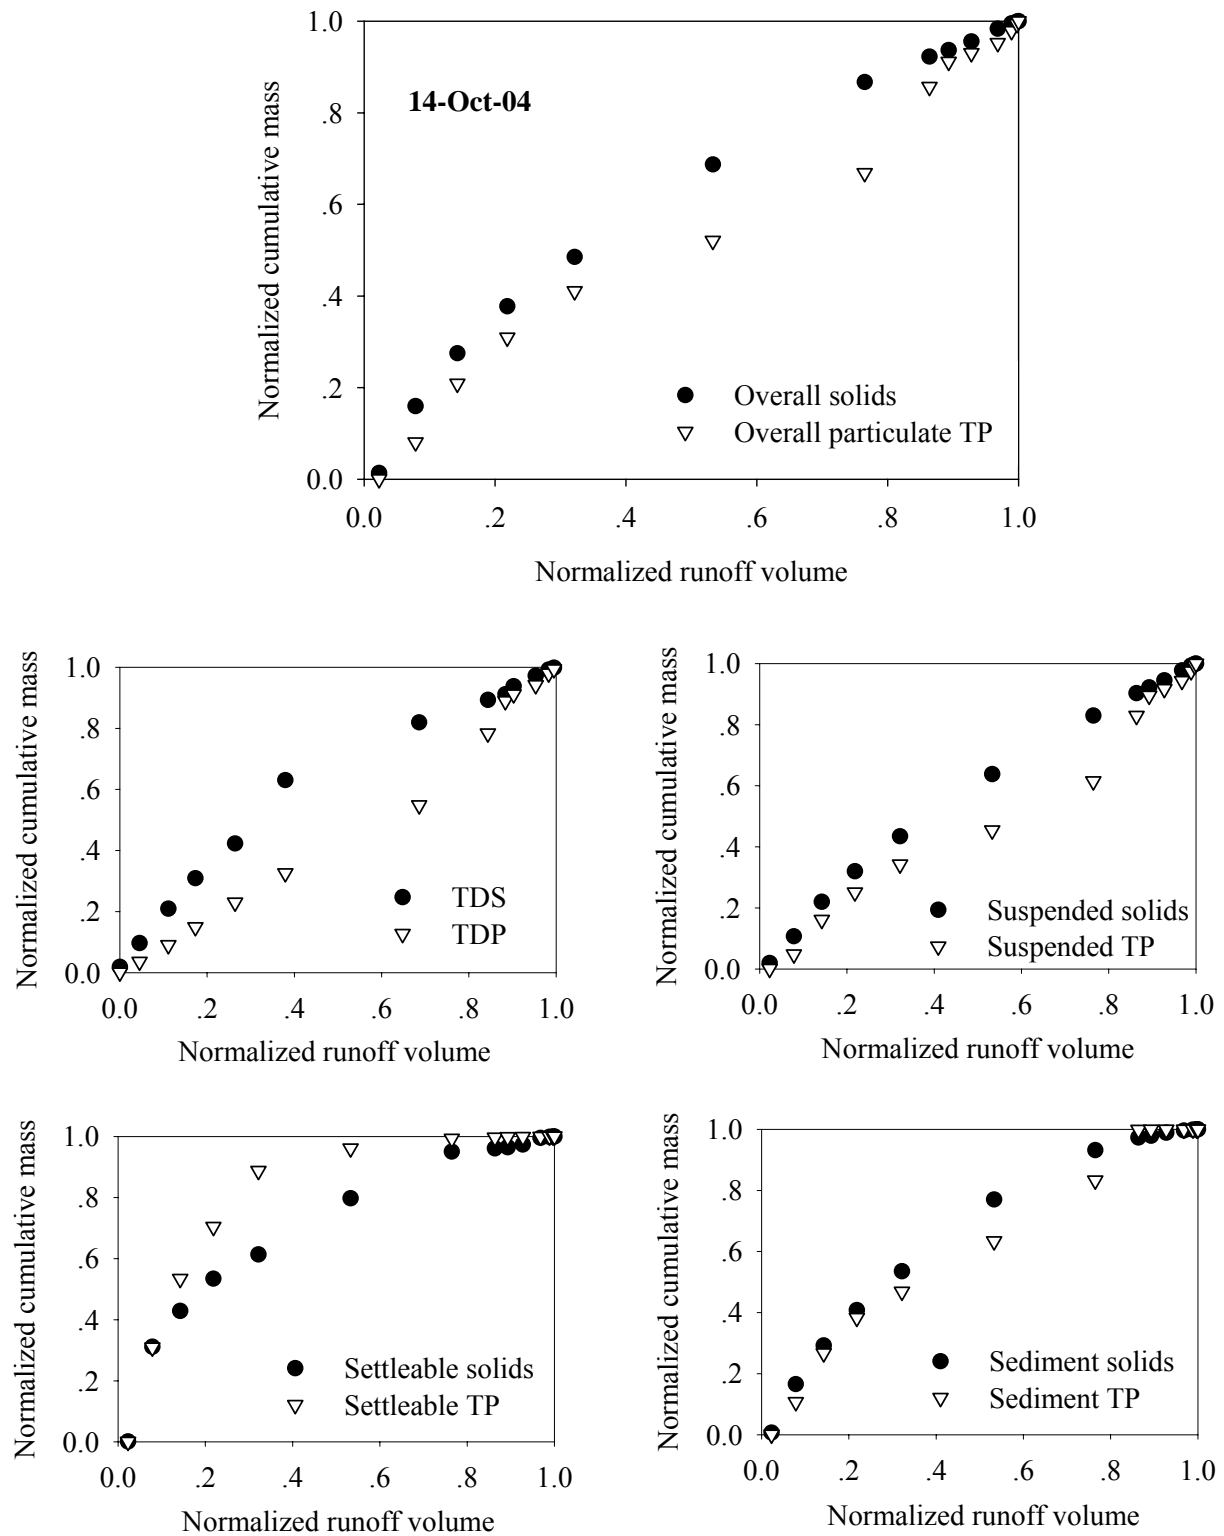 Normalized cumulative mass
1.0
.8
.6
.4
.2
0.0
14-Oct-04
Overall solids
Overall particulate TP
0.0 .2 .4 .6 .8 1.0
Normalized runoff volume
Normalized cumulative mass
1.0
.8
.6
.4
.2
0.0
TDS
TDP
0.0 .2 .4 .6 .8 1.0
Normalized runoff volume
Normalized cumulative mass
1.0
.8
.6
.4
.2
0.0
Suspended solids
Suspended TP
0.0 .2 .4 .6 .8 1.0
Normalized runoff volume
Normalized cumulative mass
1.0
.8
.6
.4
.2
0.0
Settleable solids
Settleable TP
0.0 .2 .4 .6 .8 1.0
Normalized runoff volume
Normalized cumulative mass
1.0
.8
.6
.4
.2
0.0
Sediment solids
Sediment TP
0.0 .2 .4 .6 .8 1.0
Normalized runoff volume